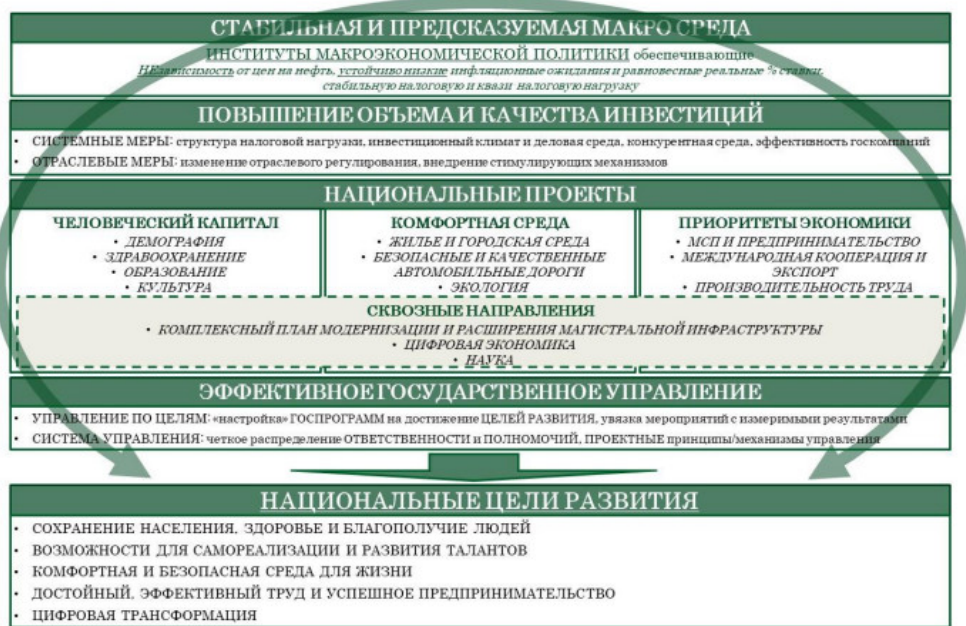 СТАБИЛЬНАЯ И ПРЕДСКАЗУЕМАЯ МАКРО СРЕДА
ИНСТИТУТЫ МАКРОЭКОНОМИЧЕСКОЙ ПОЛИТИКИ обеспечивающие
НЕзависимость от цен на нефть, устойчиво низкие инфляционные ожидания и равновесные реальные % ставки,
стабильную налоговую и квази налоговую нагрузку
ПОВЫШЕНИЕ ОБЪЕМА И КАЧЕСТВА ИНВЕСТИЦИЙ
• СИСТЕМНЫЕ МЕРЫ: структура налоговой нагрузки, инвестиционный климат и деловая среда, конкурентная среда, эффективность госкомпаний
• ОТРАСЛЕВЫЕ МЕРЫ: изменение отраслевого регулирования, внедрение стимулирующих механизмов
НАЦИОНАЛЬНЫЕ ПРОЕКТЫ
ЧЕЛОВЕЧЕСКИЙ КАПИТАЛ
• ДЕМОГРАФИЯ
• ЗДРАВООХРАНЕНИЕ
• ОБРАЗОВАНИЕ
• КУЛЬТУРА
КОМФОРТНАЯ СРЕДА
• ЖИЛЬЕ И ГОРОДСКАЯ СРЕДА
• БЕЗОПАСНЫЕ И КАЧЕСТВЕННЫЕ
АВТОМОБИЛЬНЫЕ ДОРОГИ
• ЭКОЛОГИЯ
ПРИОРИТЕТЫ ЭКОНОМИКИ
• МСП И ПРЕДПРИНИМАТЕЛЬСТВО
• МЕЖДУНАРОДНАЯ КООПЕРАЦИЯ И
ЭКСПОРТ
• ПРОИЗВОДИТЕЛЬНОСТЬ ТРУДА
СКВОЗНЫЕ НАПРАВЛЕНИЯ
• КОМПЛЕКСНЫЙ ПЛАН МОДЕРНИЗАЦИИ И РАСШИРЕНИЯ МАГИСТРАЛЬНОЙ ИНФРАСТРУКТУРЫ
• ЦИФРОВАЯ ЭКОНОМИКА
• НАУКА
ЭФФЕКТИВНОЕ ГОСУДАРСТВЕННОЕ УПРАВЛЕНИЕ
• УПРАВЛЕНИЕ ПО ЦЕЛЯМ: «настройка» ГОСПРОГРАММ на достижение ЦЕЛЕЙ РАЗВИТИЯ, увязка мероприятий с измеримыми результатами
• СИСТЕМА УПРАВЛЕНИЯ: четкое распределение ОТВЕТСТВЕННОСТИ и ПОЛНОМОЧИЙ, ПРОЕКТНЫЕ принципы/механизмы управления
НАЦИОНАЛЬНЫЕ ЦЕЛИ РАЗВИТИЯ
• СОХРАНЕНИЕ НАСЕЛЕНИЯ, ЗДОРОВЬЕ И БЛАГОПОЛУЧИЕ ЛЮДЕЙ
• ВОЗМОЖНОСТИ ДЛЯ САМОРЕАЛИЗАЦИИ И РАЗВИТИЯ ТАЛАНТОВ
• КОМФОРТНАЯ И БЕЗОПАСНАЯ СРЕДА ДЛЯ ЖИЗНИ
• ДОСТОЙНЫЙ, ЭФФЕКТИВНЫЙ ТРУД И УСПЕШНОЕ ПРЕДПРИНИМАТЕЛЬСТВО
• ЦИФРОВАЯ ТРАНСФОРМАЦИЯ